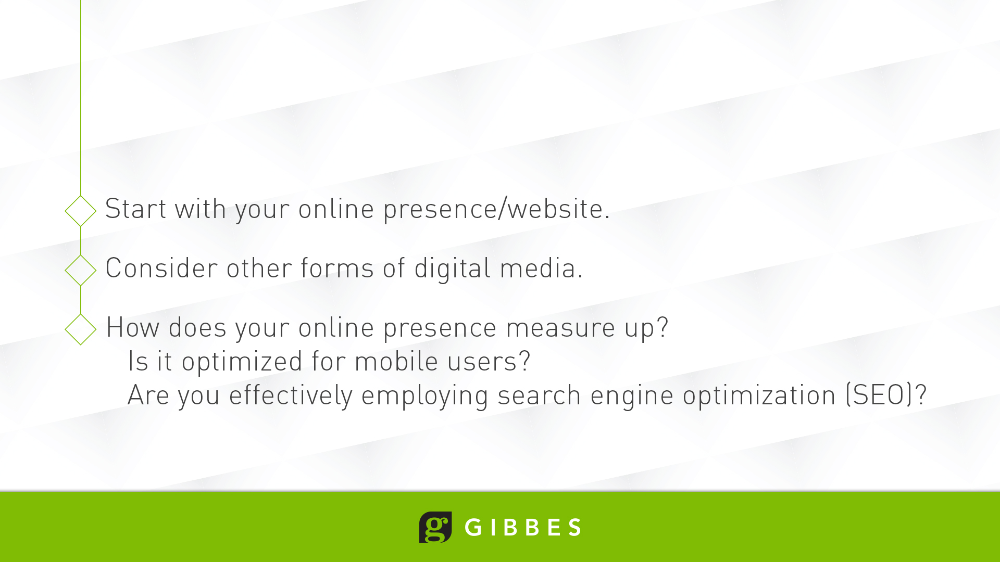 Start with your online presence/website.
Consider other forms of digital media.
How does your online presence measure up?
Is it optimized for mobile users?
Are you effectively employing search engine optimization (SEO)?
g GIBBES